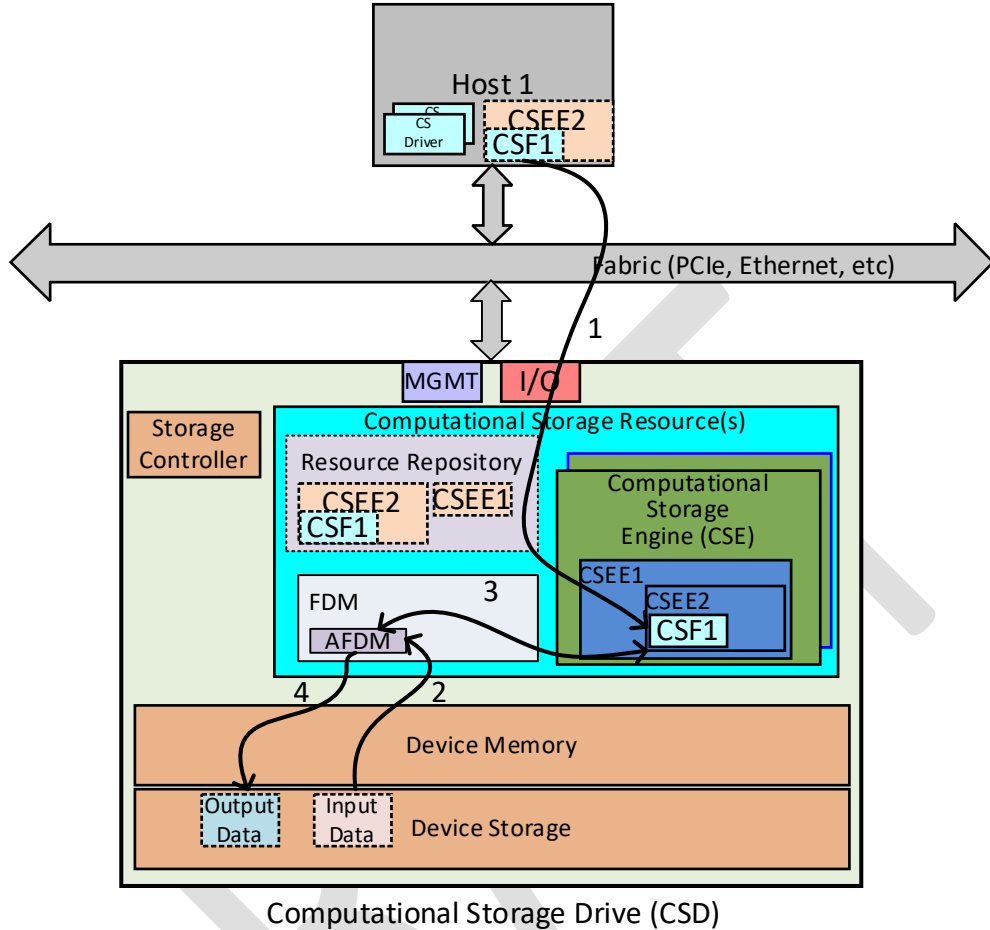 Host 1
CS
CS
Driver
CSEE2
CSF1
Fabric (PCIe, Ethernet, etc)
1
MGMT
I/O
Storage
Controller
Computational Storage Resource(s)
Resource Repository
CSEE2
CSF1
CSEE1
Computational
Storage
Engine (CSE)
CSEE1
CSEE2
CSF1
FDM
3
AFDM
4
2
Device Memory
Output
Data
Input
Data
Device Storage
Computational Storage Drive (CSD)